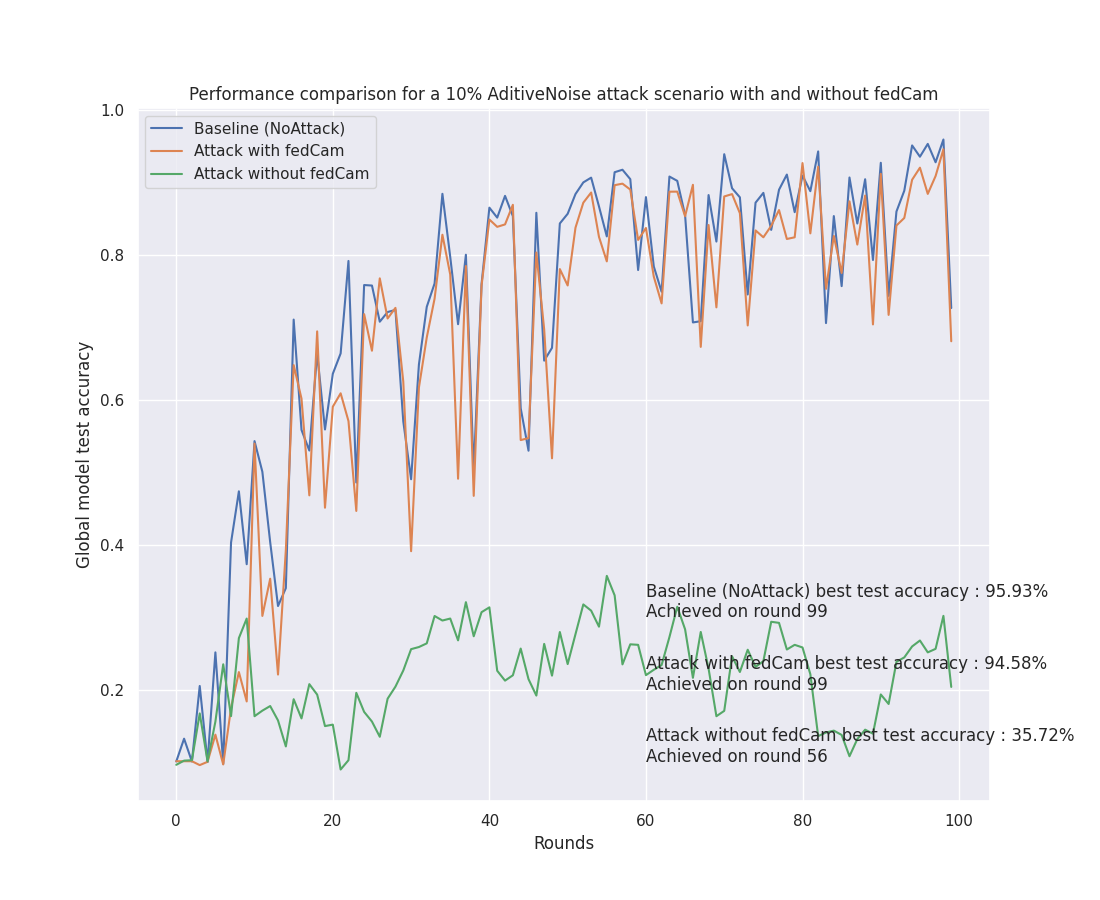 Performance comparison for a 10% AditiveNoise attack scenario with and without fedCam
1.0
Baseline (NoAttack)
Attack with fedCam
Attack without fedCam
0.8
0.6
0.4
0.2
Global model test accuracy
Baseline (NoAttack) best test accuracy : 95.93%
Achieved on round 99
Attack with fedCam best test accuracy : 94.58%
Achieved on round 99
Attack without fedCam best test accuracy : 35.72%
Achieved on round 56
0 20 40 60 80 100
Rounds